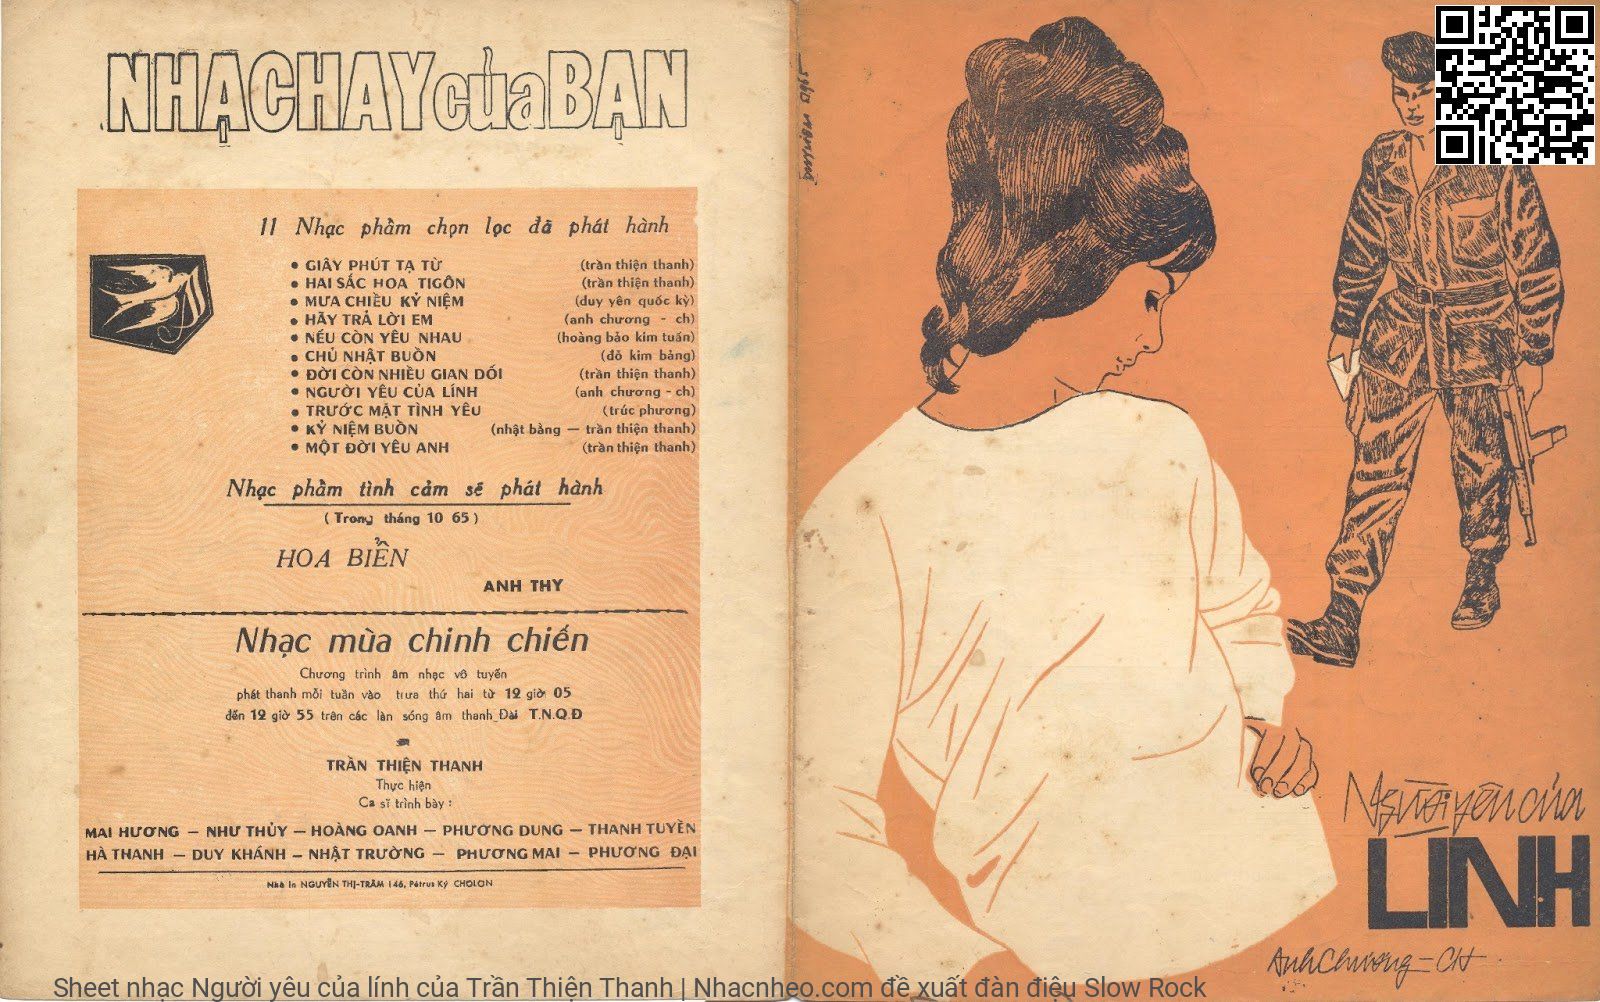 NHẠC HAY của BẠN
11 Nhạc phẩm chọn lọc đã phát hành
• GIÂY PHÚT TẠ TỪ (trần thiện thanh)
• HAI SẮC HOA TIGÔN (trần thiện thanh)
• MƯA CHIỀU KỶ NIỆM (duy yên quốc kỳ)
• HÃY TRẢ LỜI EM (anh chương - ch)
• NẾU CÒN YÊU NHAU (hoàng bảo kim tuấn)
• CHỦ NHẬT BUỒN (đỗ kim bảng)
• ĐỜI CÒN NHIỀU GIAN DỐI (trần thiện thanh)
• NGƯỜI YÊU CỦA LÍNH (anh chương - ch)
• TRƯỚC MẶT TÌNH YÊU (trúc phương)
• KỶ NIỆM BUỒN (nhật bằng — trần thiện thanh)
• MỘT ĐỜI YÊU ANH (trần thiện thanh)
Nhạc phẩm tình cảm sẽ phát hành
(Trong tháng 10 65)
HOA BIỂN
ANH THY
Nhạc mùa chinh chiến
Chương trình âm nhạc vô tuyến
phát thanh mỗi tuần vào trưa thứ hai từ 12 giờ 05
đến 12 giờ 55 trên các làn sóng âm thanh Đài T.N.Q.Đ
TRẦN THIỆN THANH
Thực hiện
Ca sĩ trình bày :
MAI HƯƠNG — NHƯ THỦY — HOÀNG OANH — PHƯƠNG DUNG — THANH TUYỀN
HÀ THANH — DUY KHÁNH — NHẬT TRƯỜNG — PHƯƠNG MAI — PHƯƠNG ĐẠI
Nhà in NGUYỄN THỊ-TRÂM 146, Pétrus Ký CHOLON
Người yêu của
LINH
Anh Chương - CH
Sheet nhạc Người yêu của lính của Trần Thiện Thanh | Nhacnheo.com đề xuất đàn điệu Slow Rock